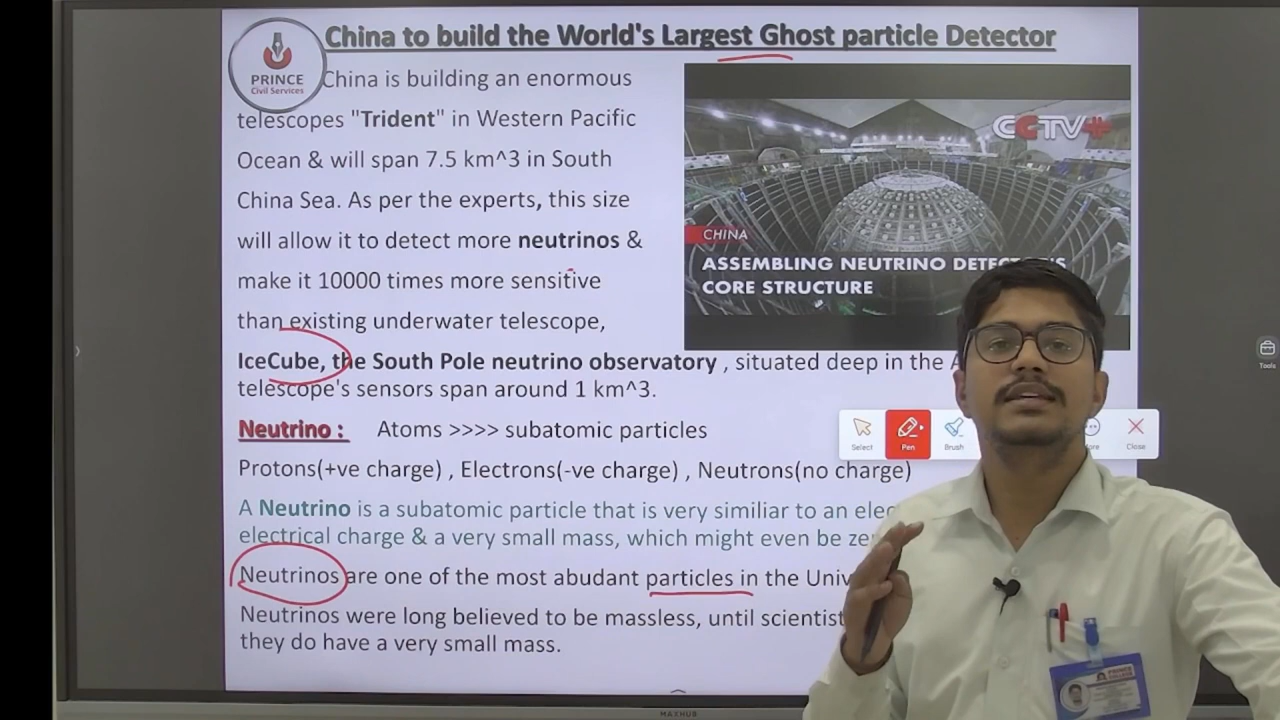 China to build the World's Largest Ghost particle Detector
PRINCE
Civil Services
China is building an enormous
telescopes "Trident" in Western Pacific
Ocean & will span 7.5 km^3 in South
China Sea. As per the experts, this size
will allow it to detect more neutrinos &
make it 10000 times more sensitive
than existing underwater telescope,
IceCube, the South Pole neutrino observatory , situated deep in the
telescope's sensors span around 1 km^3.
CCTV+
CHINA
ASSEMBLING NEUTRINO
CORE STRUCTURE
Neutrino : Atoms >>>> subatomic particles
Protons(+ve charge) , Electrons(-ve charge) , Neutrons(no charge)
A Neutrino is a subatomic particle that is very similiar to an
electrical charge & a very small mass, which might even be
Neutrinos are one of the most abudant particles in the
Neutrinos were long believed to be massless, until
they do have a very small mass.
Select
Pen
Brush
Close
Tools
MAXHUB
PRINCE